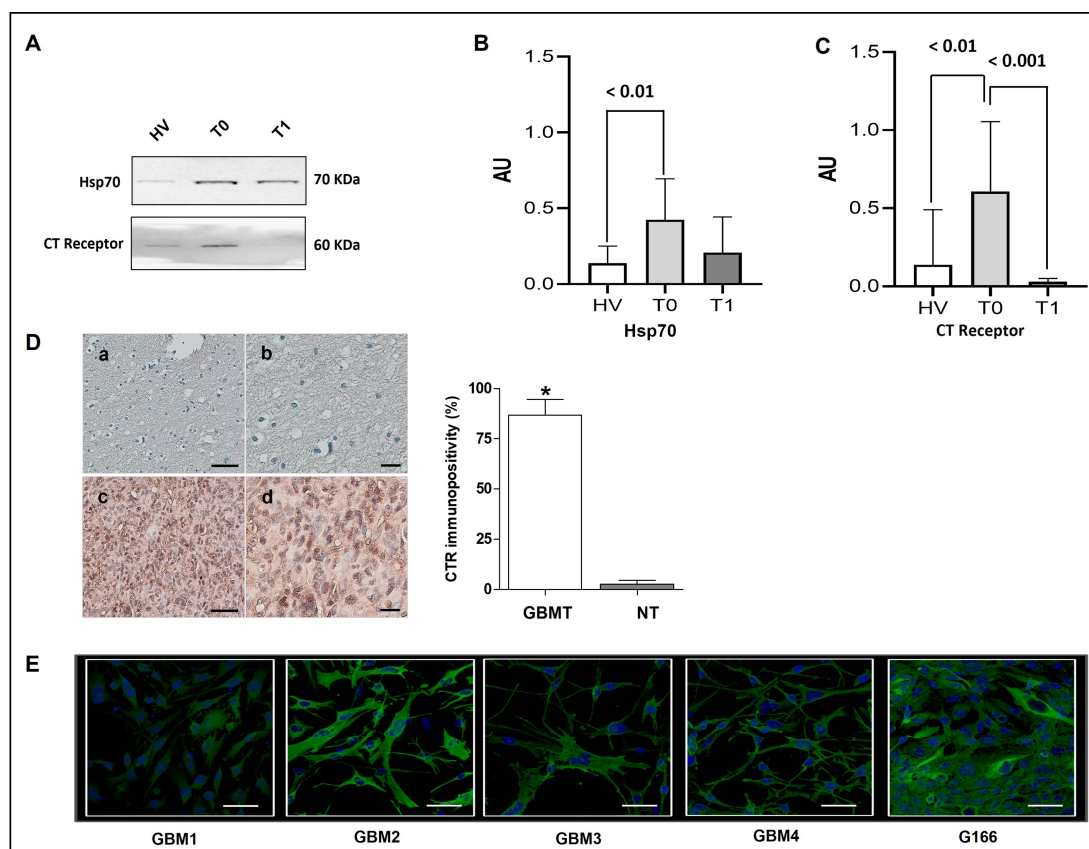 A
HV T0 T1
Hsp70 70 KDa
CT Receptor 60 KDa
B
1.5
1.0
0.5
0.0
AU
< 0.01
HV T0 T1
Hsp70
C
1.5
1.0
0.5
0.0
AU
< 0.01
< 0.001
HV T0 T1
CT Receptor
D
a b
c d
100
75
50
25
0
CTR immunopositivity (%)
*
GBMT NT
E
GBM1 GBM2 GBM3 GBM4 G166